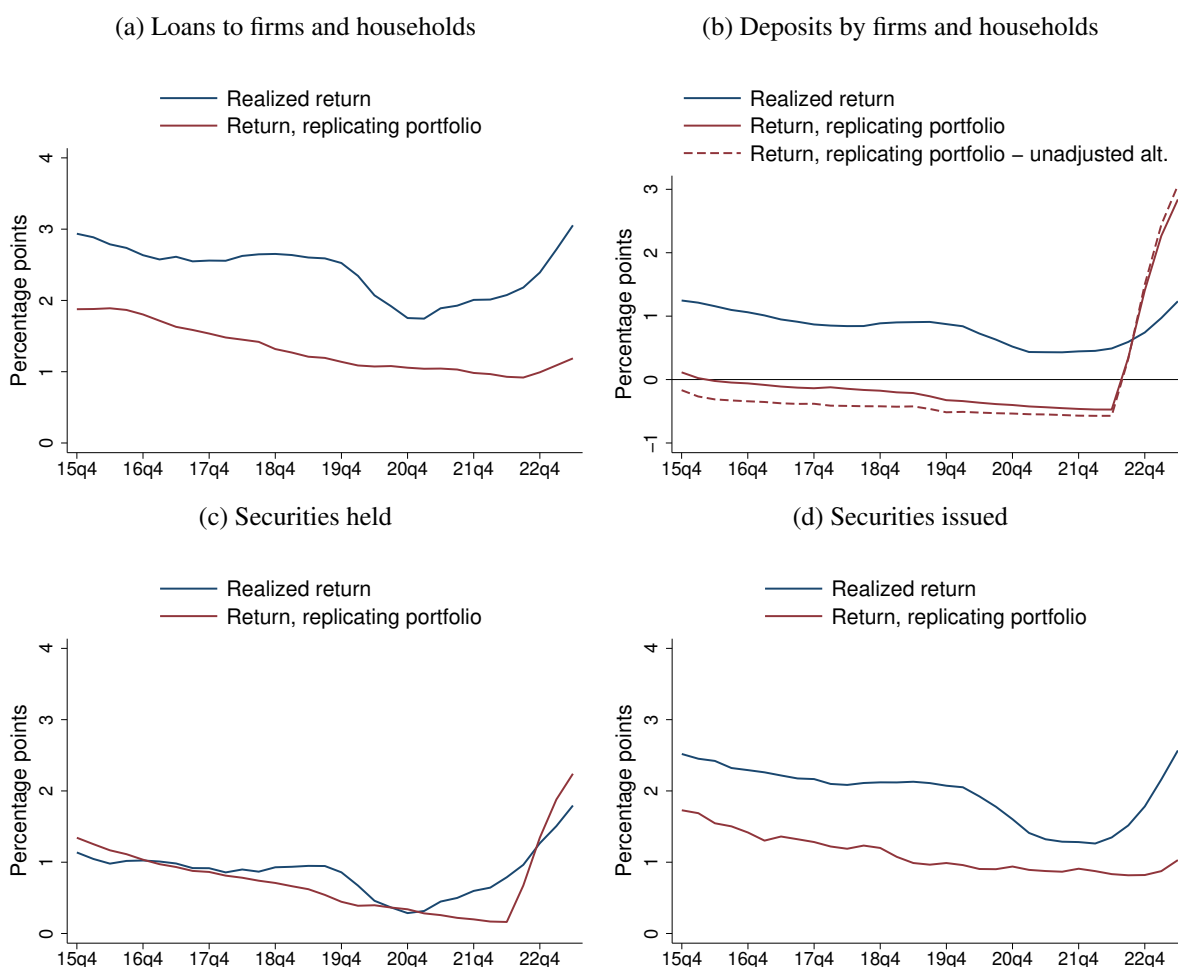 (a) Loans to firms and households
Realized return
Return, replicating portfolio
Percentage points
4
3
2
1
0
15q4 16q4 17q4 18q4 19q4 20q4 21q4 22q4
(b) Deposits by firms and households
Realized return
Return, replicating portfolio
Return, replicating portfolio – unadjusted alt.
Percentage points
3
2
1
0
−1
15q4 16q4 17q4 18q4 19q4 20q4 21q4 22q4
(c) Securities held
Realized return
Return, replicating portfolio
Percentage points
4
3
2
1
0
15q4 16q4 17q4 18q4 19q4 20q4 21q4 22q4
(d) Securities issued
Realized return
Return, replicating portfolio
Percentage points
4
3
2
1
0
15q4 16q4 17q4 18q4 19q4 20q4 21q4 22q4